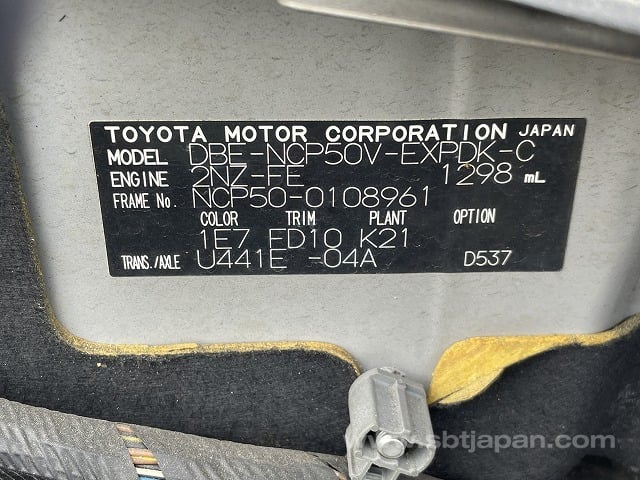 TOYOTA MOTOR CORPORATION JAPAN
MODEL DBE-NCP50V-EXPDK-C
ENGINE 2NZ-FE 1298 mL
FRAME No. NCP50-0108961
COLOR TRIM PLANT OPTION
1E7 FD10 K21
TRANS./AXLE U441E -04A D537
www.sbtjapan.com